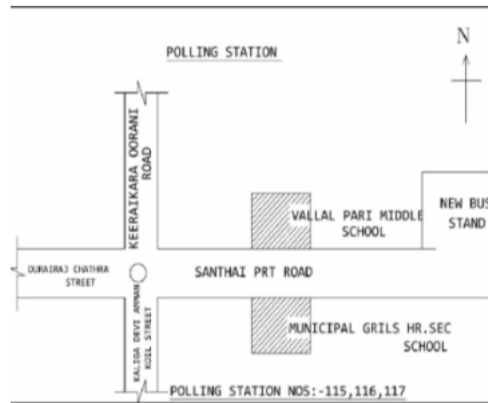 POLLING STATION
N
KEERAIKARA OORANI
ROAD
VALLAL PARI MIDDLE
SCHOOL
NEW BUS
STAND
DURAIRAJ CHATHRA
STREET
SANTHAI PRT ROAD
KALIGA DEVI AMMAN
KOIL STREET
MUNICIPAL GRILS HR.SEC
SCHOOL
POLLING STATION NOS:-115,116,117